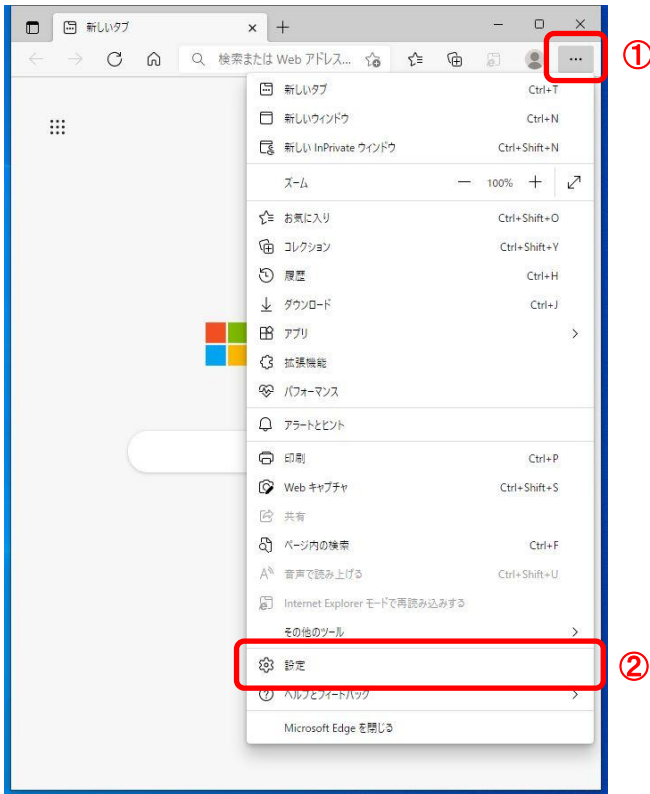 新しいタブ
検索または Web アドレス...
①
新しいタブ Ctrl+T
新しいウィンドウ Ctrl+N
新しい InPrivate ウィンドウ Ctrl+Shift+N
ズーム 100%
お気に入り Ctrl+Shift+O
コレクション Ctrl+Shift+Y
履歴 Ctrl+H
ダウンロード Ctrl+J
アプリ
拡張機能
パフォーマンス
アラートとヒント
印刷 Ctrl+P
Web キャプチャ Ctrl+Shift+S
共有
ページ内の検索 Ctrl+F
音声で読み上げる Ctrl+Shift+U
Internet Explorer モードで再読み込みする
その他のツール
設定
②
ヘルプとフィードバック
Microsoft Edge を閉じる